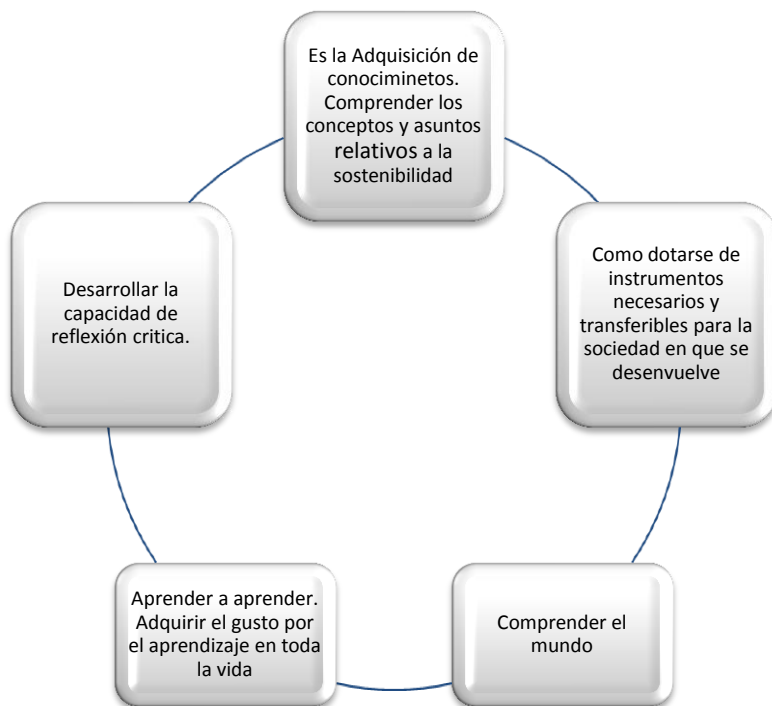 Es la Adquisición de
conociminetos.
Comprender los
conceptos y asuntos
relativos a la
sostenibilidad
Como dotarse de
instrumentos
necesarios y
transferibles para la
sociedad en que se
desenvuelve
Comprender el
mundo
Aprender a aprender.
Adquirir el gusto por
el aprendizaje en toda
la vida
Desarrollar la
capacidad de
reflexión critica.